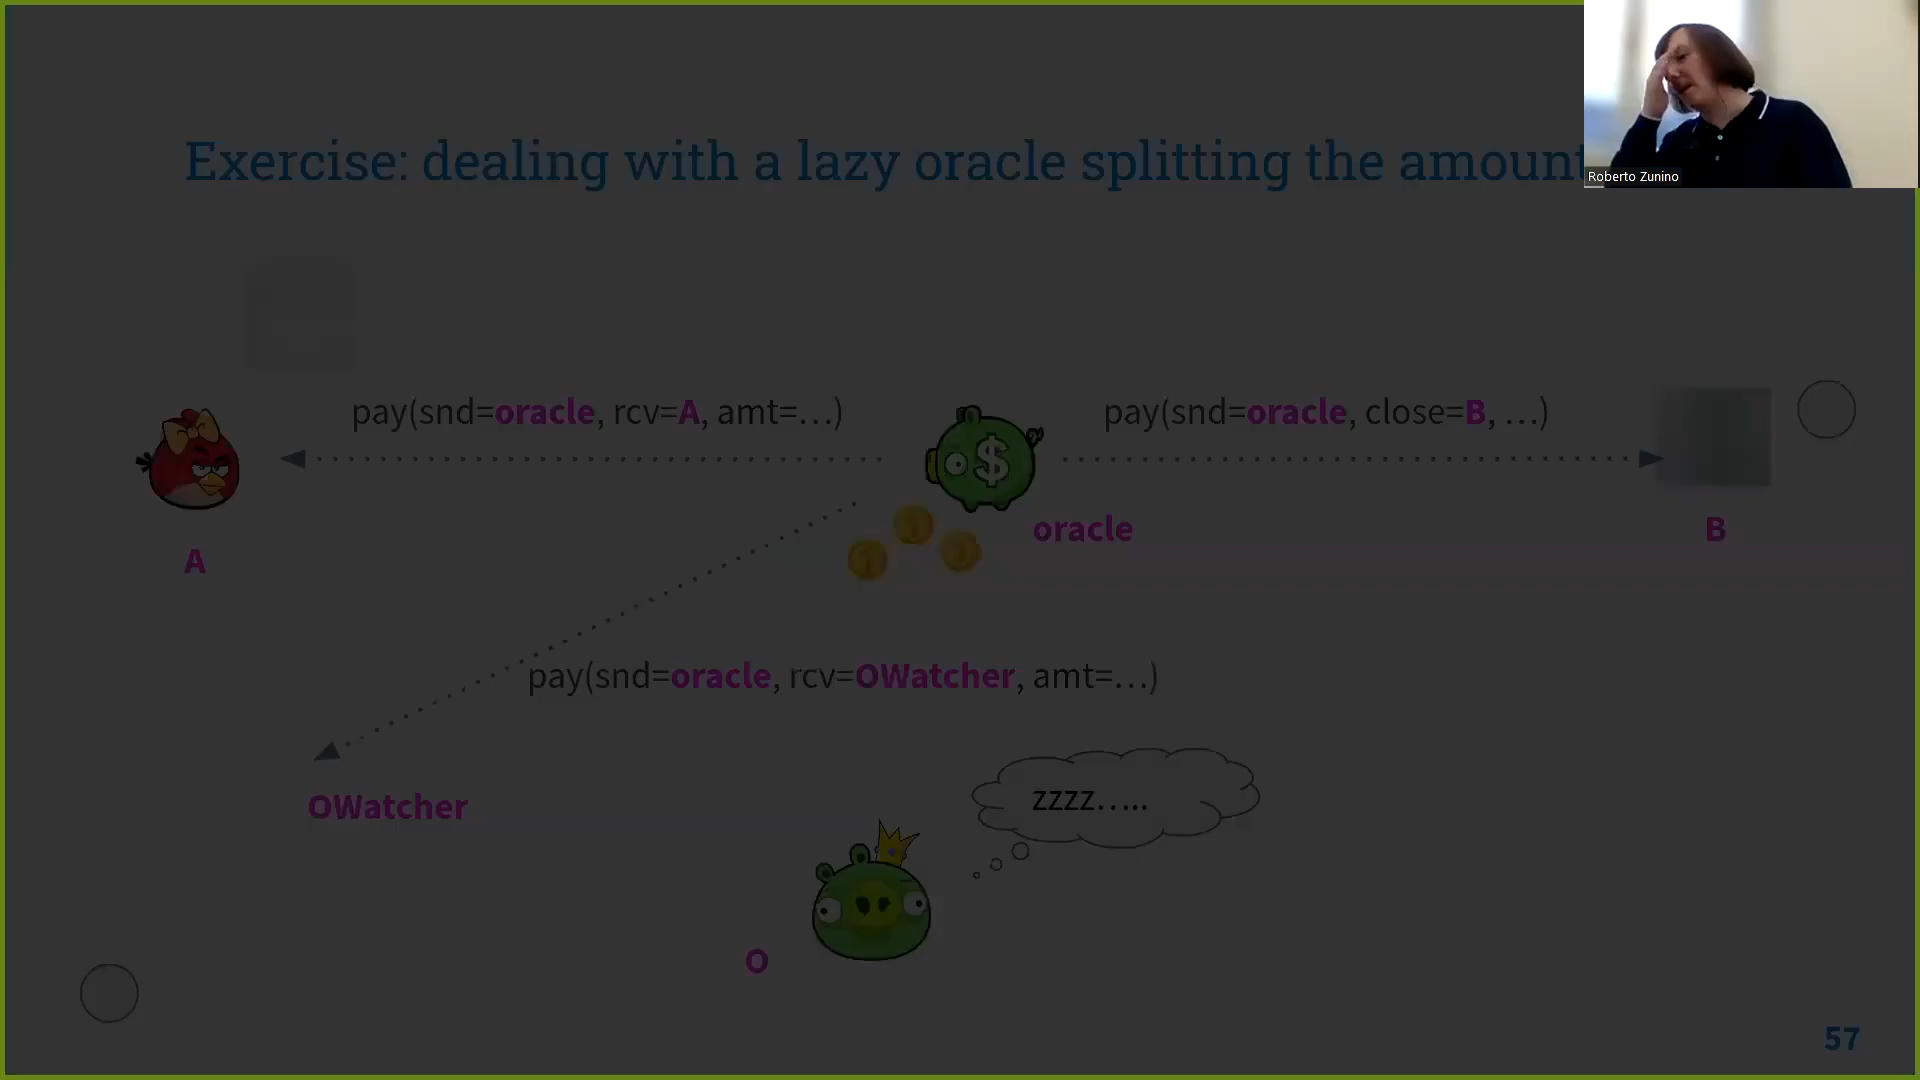 Roberto Zunino
Exercise: dealing with a lazy oracle splitting the amount
pay(snd=oracle, rcv=A, amt=…)
pay(snd=oracle, close=B, …)
$
oracle
B
A
pay(snd=oracle, rcv=OWatcher, amt=…)
OWatcher
zzzz…..
O
57